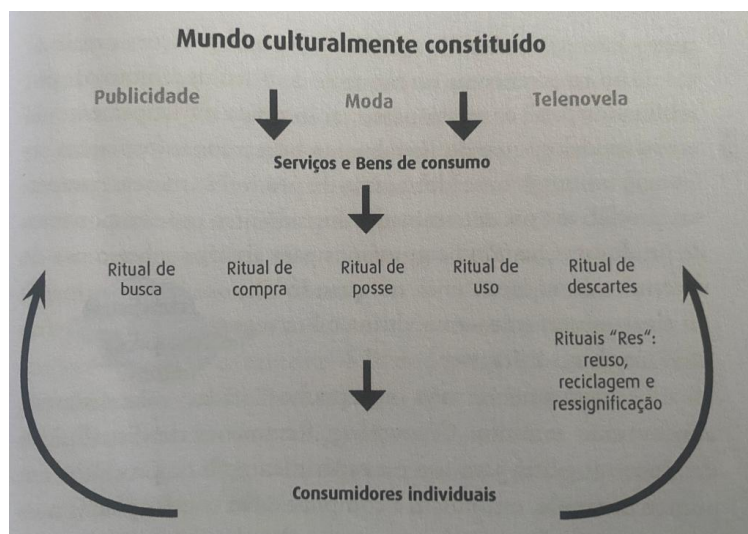 Mundo culturalmente constituído
Publicidade
Moda
Telenovela
Serviços e Bens de consumo
Ritual de
busca
Ritual de
compra
Ritual de
posse
Ritual de
uso
Ritual de
descartes
Rituais “Res“:
reuso,
reciclagem e
ressignificação
Consumidores individuais